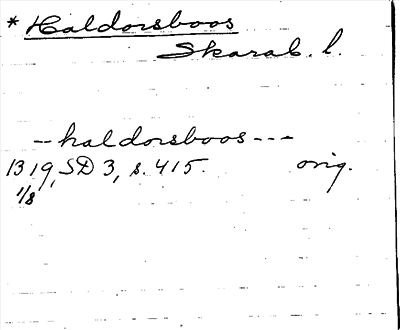 * Haldorsboos
Skarab. l.
- haldorsboos - - -
1319, SD 3, s. 415. orig.
1/8